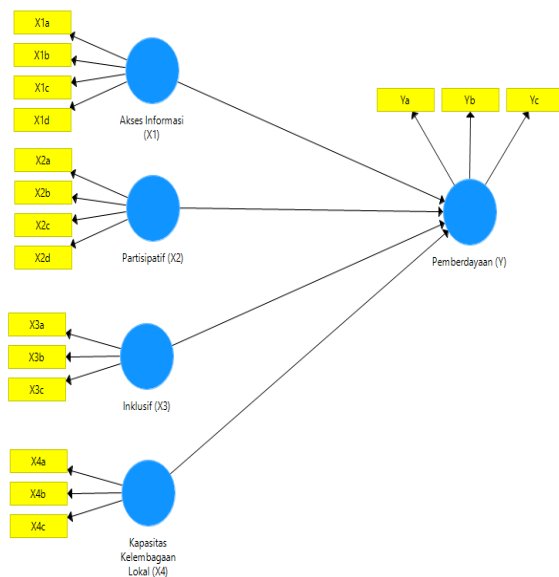 X1a
X1b
X1c
X1d
Akses Informasi
(X1)
Ya
Yb
Yc
X2a
X2b
X2c
X2d
Partisipatif (X2)
Pemberdayaan (Y)
X3a
X3b
X3c
Inklusif (X3)
X4a
X4b
X4c
Kapasitas
Kelembagaan
Lokal (X4)